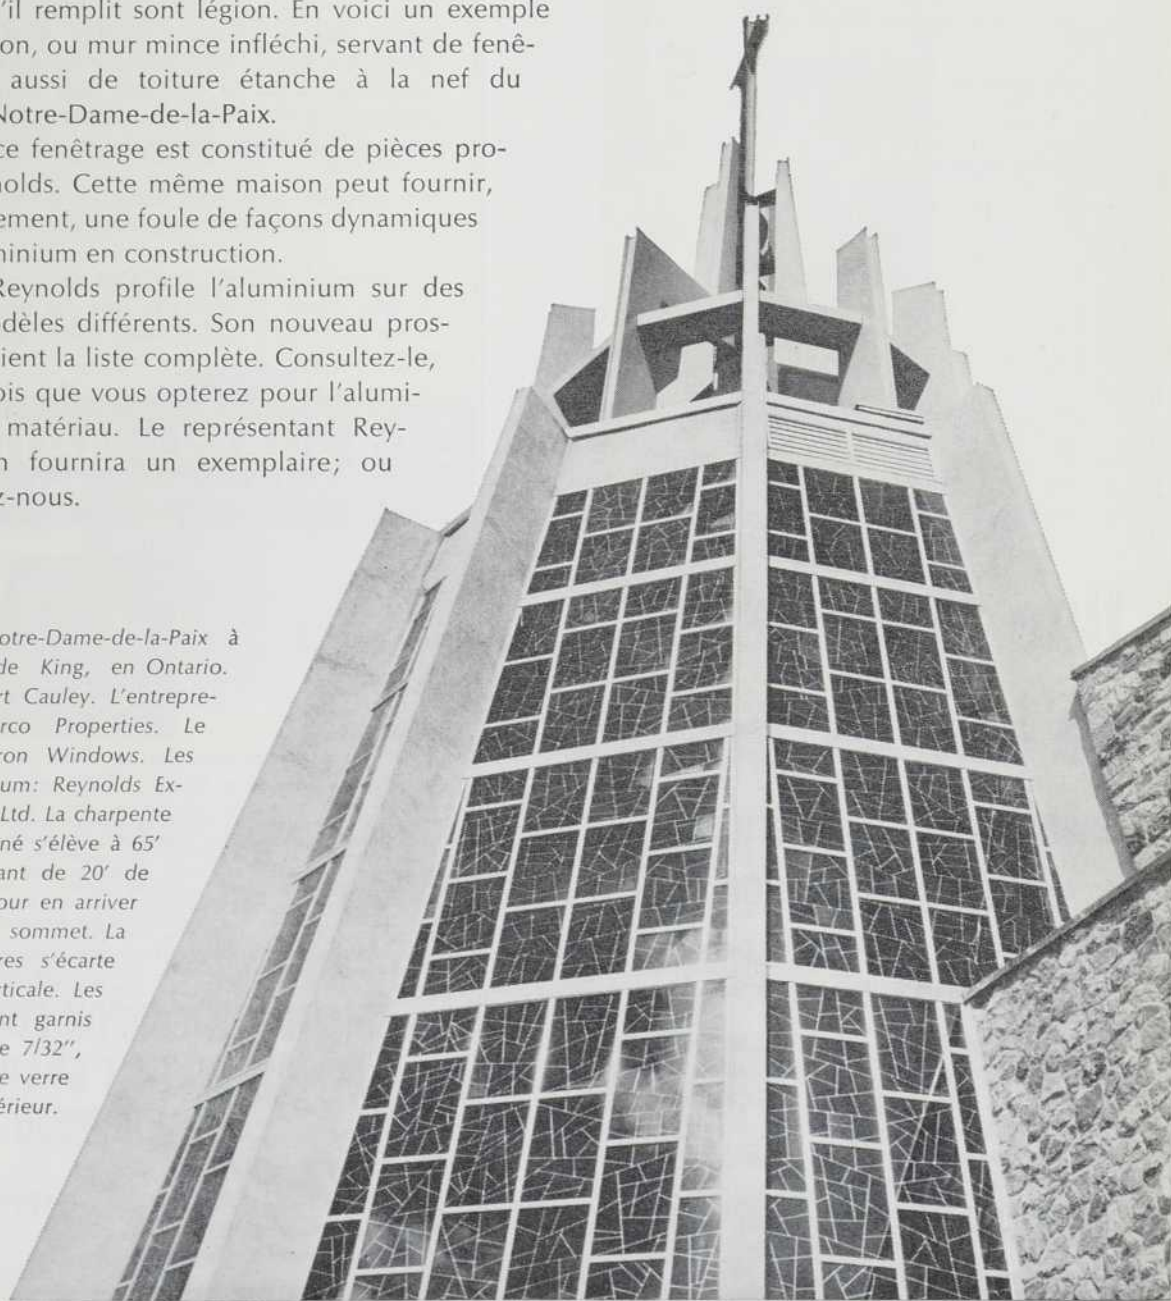 'il remplit sont légion. En voici un exemple
on, ou mur mince infléchi, servant de fenê-
aussi de toiture étanche à la nef du
Notre-Dame-de-la-Paix.
ce fenêtrage est constitué de pièces pro-
nolds. Cette même maison peut fournir,
ement, une foule de façons dynamiques
minium en construction.
Reynolds profile l'aluminium sur des
dèles différents. Son nouveau pros-
ient la liste complète. Consultez-le,
ois que vous opterez pour l'alumi-
matériau. Le représentant Rey-
n fournira un exemplaire; ou
z-nous.
otre-Dame-de-la-Paix à
de King, en Ontario.
rt Cauley. L'entrepre-
rco Properties. Le
ron Windows. Les
um: Reynolds Ex-
Ltd. La charpente
né s'élève à 65'
ant de 20' de
our en arriver
sommet. La
res s'écarte
ticale. Les
nt garnis
e 7/32",
e verre
érieur.